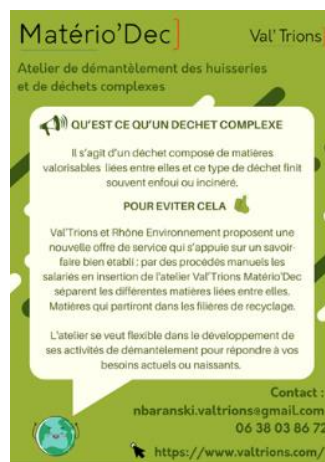 Matério'Dec]
Val' Trions]
Atelier de démantèlement des huisseries
et de déchets complexes
QU'EST CE QU'UN DECHET COMPLEXE
Il s'agit d'un déchet composé de matières
valorisables liées entre elles et ce type de déchet finit
souvent enfoui ou incinéré.
POUR EVITER CELA
Val'Trions et Rhône Environnement proposent une
nouvelle offre de service qui s'appuie sur un savoir-
faire bien établi : par des procédés manuels les
salariés en insertion de l'atelier Val'Trions Matério'Dec
séparent les différentes matières liées entre elles.
Matières qui partiront dans les filières de recyclage.
L'atelier se veut flexible dans le développement de
ses activités de démantèlement pour répondre à vos
besoins actuels ou naissants.
Contact :
nbaranski.valtrions@gmail.com
06 38 03 86 72
https://www.valtrions.com/